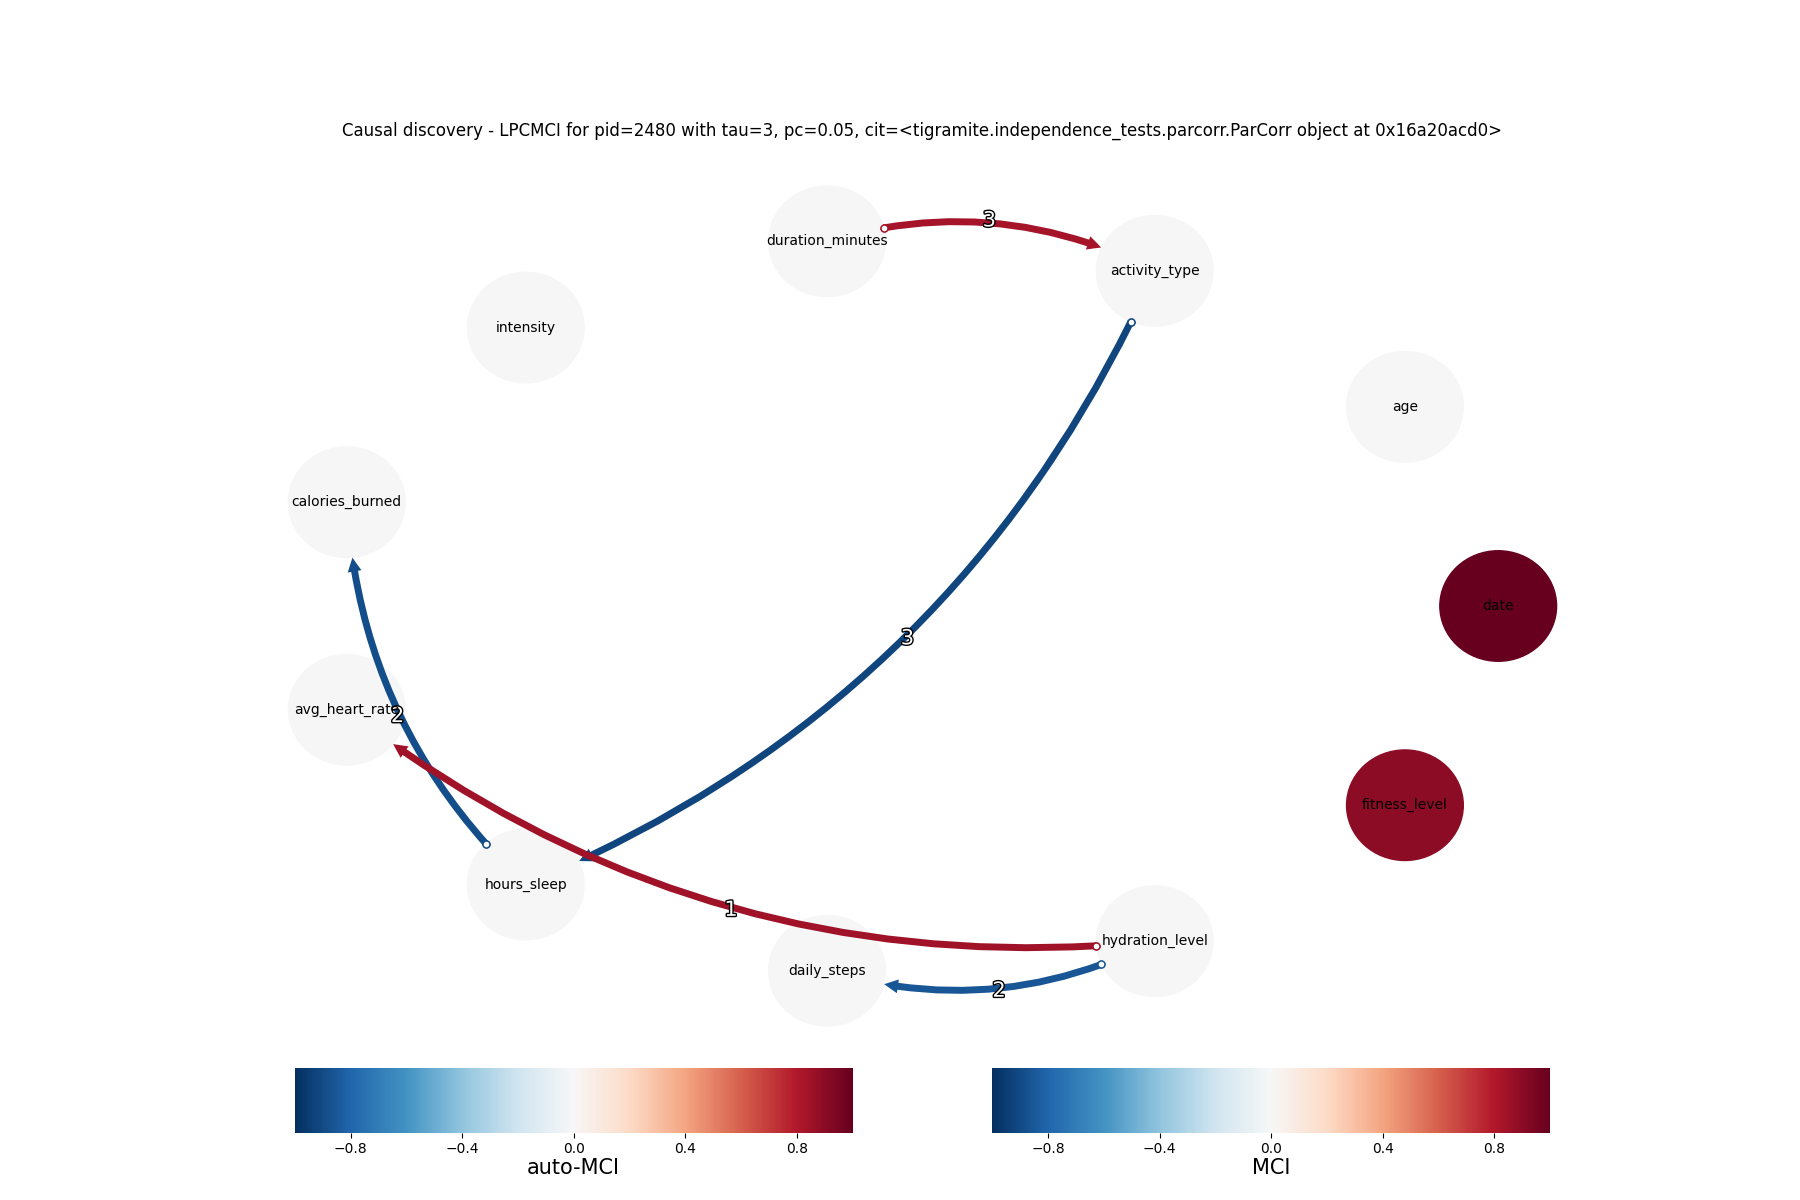 Causal discovery - LPCMCI for pid=2480 with tau=3, pc=0.05, cit=<tigramite.independence_tests.parcorr.ParCorr object at 0x16a20acd0>
3
duration_minutes
activity_type
intensity
age
calories_burned
date
3
avg_heart_rate
2
fitness_level
hours_sleep
1
hydration_level
daily_steps
2
−0.8 −0.4 0.0 0.4 0.8
auto-MCI
−0.8 −0.4 0.0 0.4 0.8
MCI